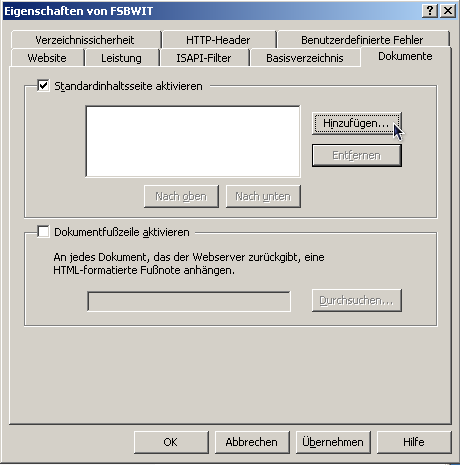 Eigenschaften von FSBWIT
Verzeichnissicherheit HTTP-Header Benutzerdefinierte Fehler
Website Leistung ISAPI-Filter Basisverzeichnis Dokumente
Standardinhaltsseite aktivieren
Hinzufügen...
Entfernen
Nach oben Nach unten
Dokumentfußzeile aktivieren
An jedes Dokument, das der Webserver zurückgibt, eine
HTML-formatierte Fußnote anhängen.
Durchsuchen...
OK Abbrechen Übernehmen Hilfe